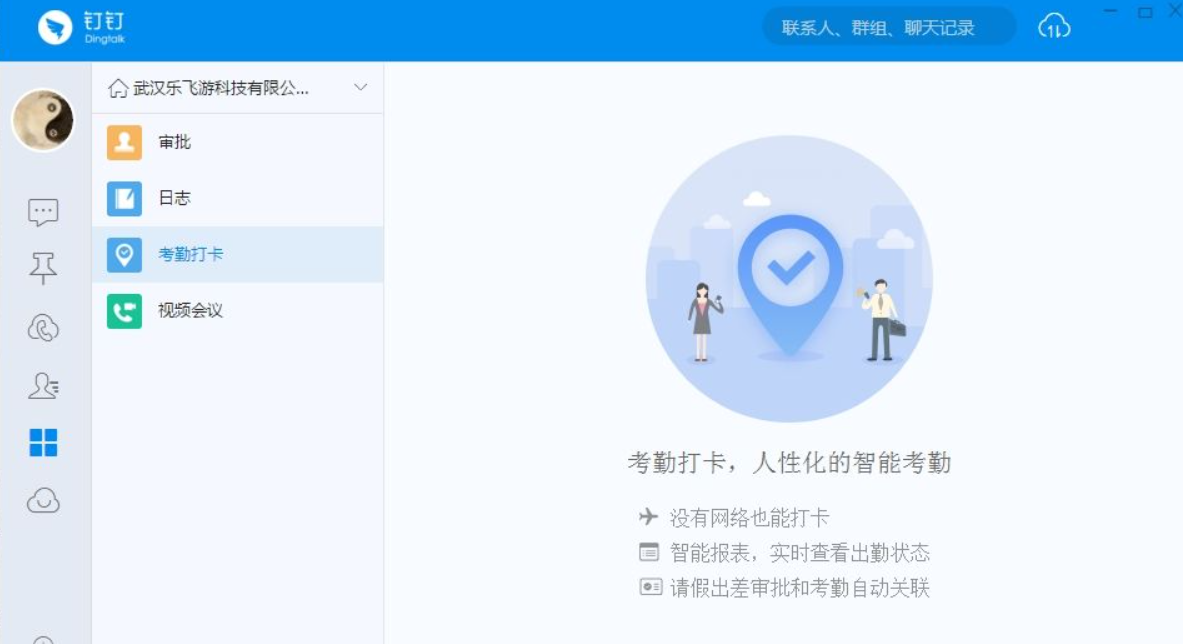 钉钉
Dingtalk
联系人、群组、聊天记录
武汉乐飞游科技有限公...
审批
日志
考勤打卡
视频会议
考勤打卡，人性化的智能考勤
没有网络也能打卡
智能报表，实时查看出勤状态
请假出差审批和考勤自动关联